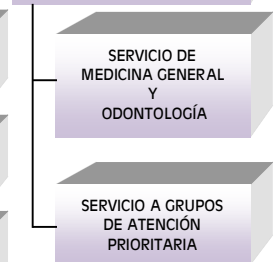 SERVICIO DE
MEDICINA GENERAL
Y
ODONTOLOGÍA
SERVICIO A GRUPOS
DE ATENCIÓN
PRIORITARIA